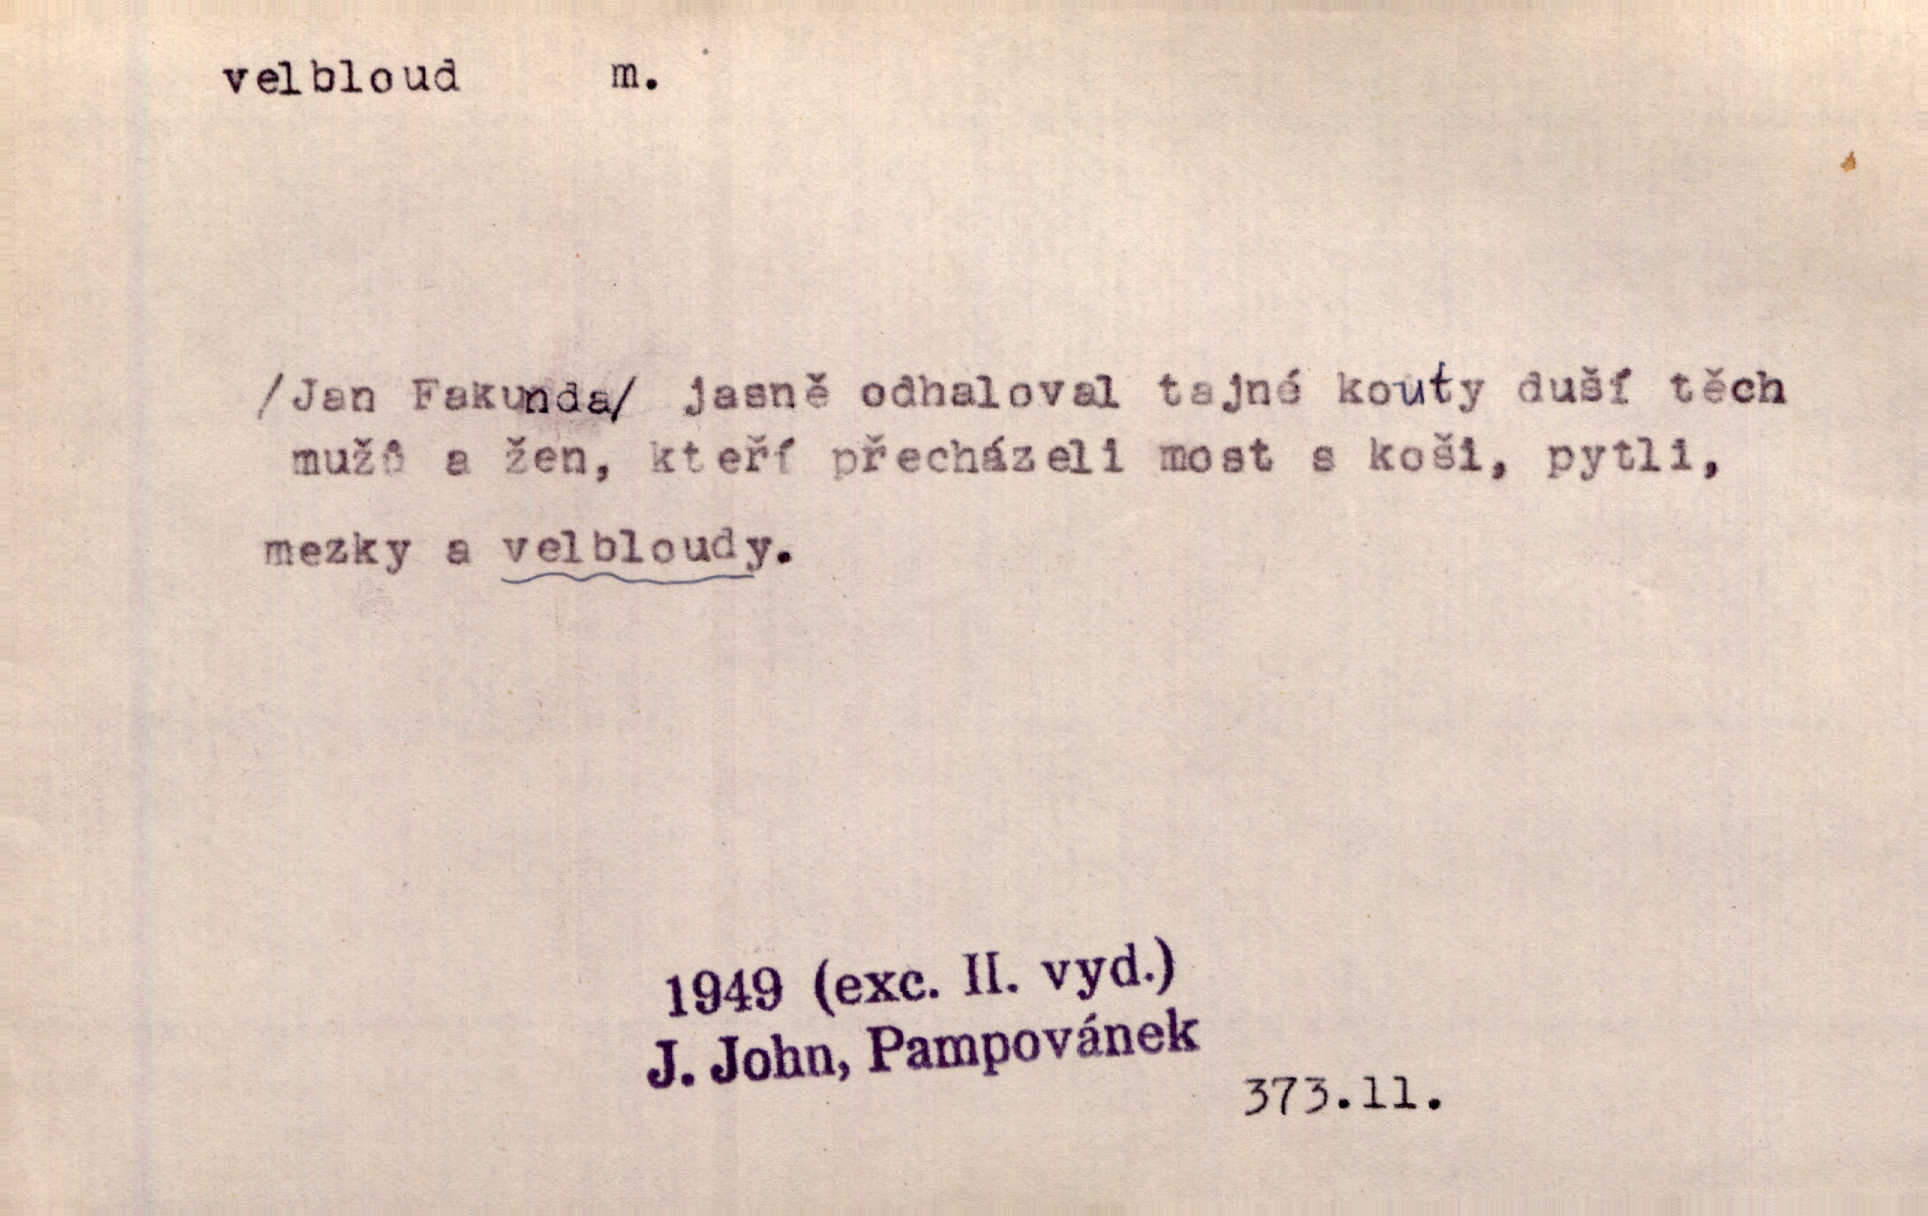 velbloud m.
/Jan Fakunda/ jasně odhaloval tajné kouty duší těch
mužů a žen, kteří přecházeli most s koši, pytli,
mezky a velbloudy.
1949 (exc. II. vyd.)
J. John, Pampovánek
373.11.